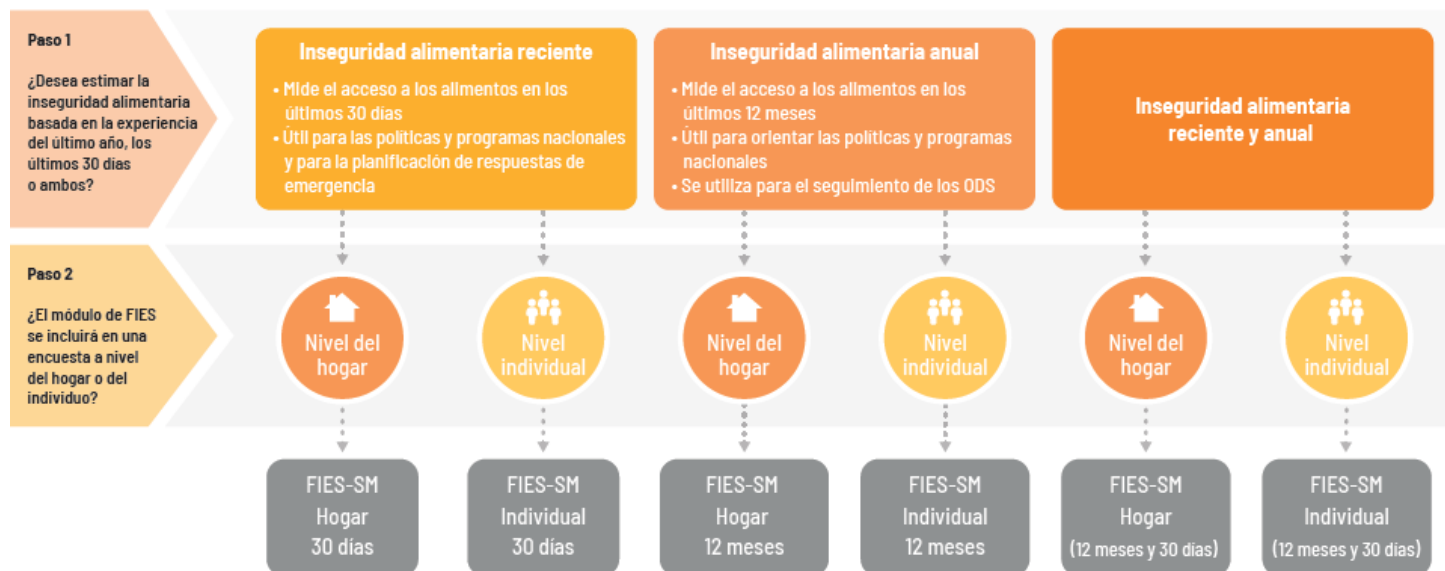 Paso 1
¿Desea estimar la
inseguridad alimentaria
basada en la experiencia
del último año, los
últimos 30 días
o ambos?
Inseguridad alimentaria reciente
• Mide el acceso a los alimentos en los
últimos 30 días
• Útil para las políticas y programas nacionales
y para la planificación de respuestas de
emergencia
Inseguridad alimentaria anual
• Mide el acceso a los alimentos en los
últimos 12 meses
• Útil para orientar las políticas y programas
nacionales
• Se utiliza para el seguimiento de los ODS
Inseguridad alimentaria
reciente y anual
Paso 2
¿El módulo de FIES
se incluirá en una
encuesta a nivel
del hogar o del
individuo?
Nivel del
hogar
Nivel
individual
Nivel del
hogar
Nivel
individual
Nivel del
hogar
Nivel
individual
FIES-SM
Hogar
30 días
FIES-SM
Individual
30 días
FIES-SM
Hogar
12 meses
FIES-SM
Individual
12 meses
FIES-SM
Hogar
(12 meses y 30 días)
FIES-SM
Individual
(12 meses y 30 días)